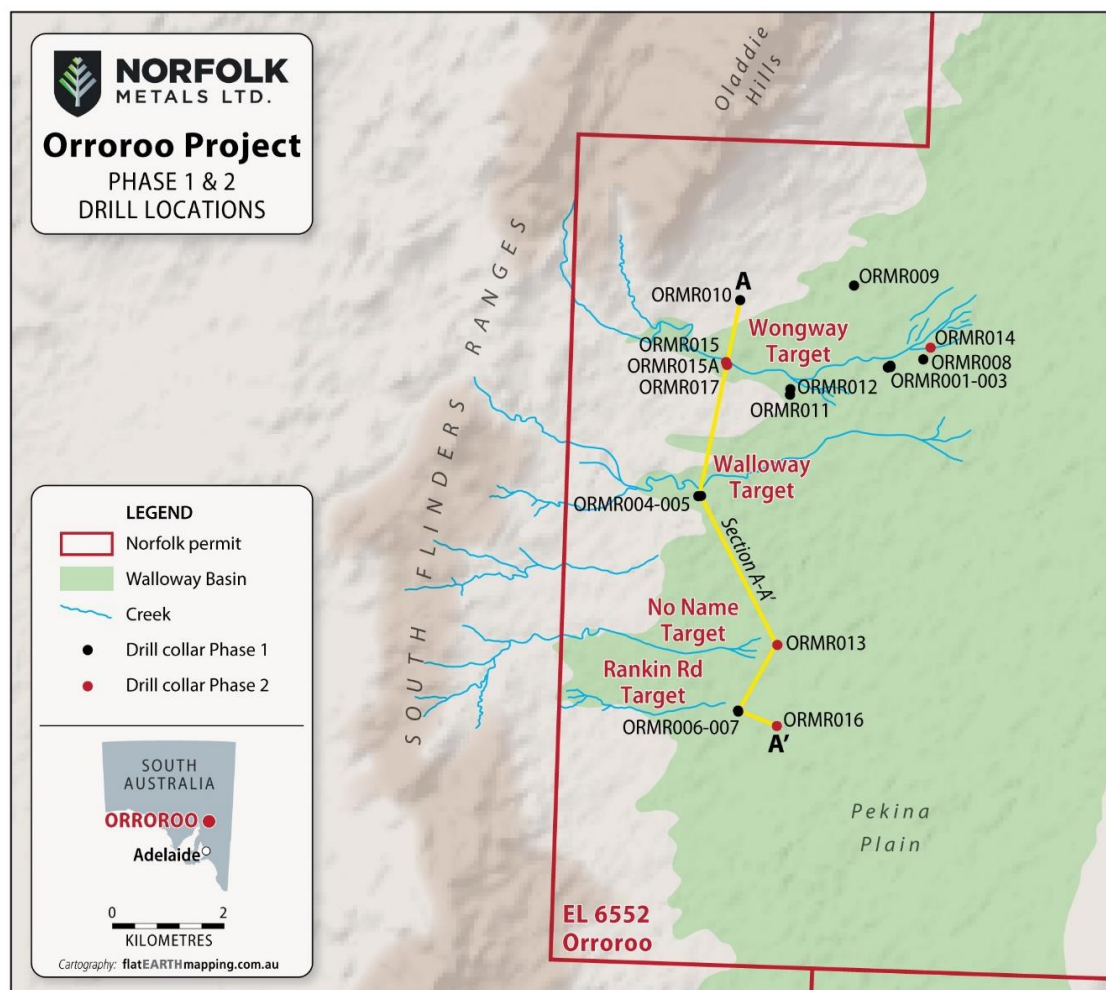 NORFOLK
METALS LTD.
Orroroo Project
PHASE 1 & 2
DRILL LOCATIONS
Oladdie
Hills
SOUTH FLINDERS RANGES
A
ORMR010
ORMR009
Wongway
Target
ORMR015
ORMR015A
ORMR017
ORMR014
ORMR008
ORMR001-003
ORMR012
ORMR011
Walloway
Target
ORMR004-005
Section A-A’
No Name
Target
ORMR013
Rankin Rd
Target
ORMR006-007
ORMR016
A’
Pekina
Plain
EL 6552
Orroroo
LEGEND
Norfolk permit
Walloway Basin
Creek
Drill collar Phase 1
Drill collar Phase 2
SOUTH
AUSTRALIA
ORROROO
Adelaide
0 2
KILOMETRES
Cartography: flatEARTHmapping.com.au